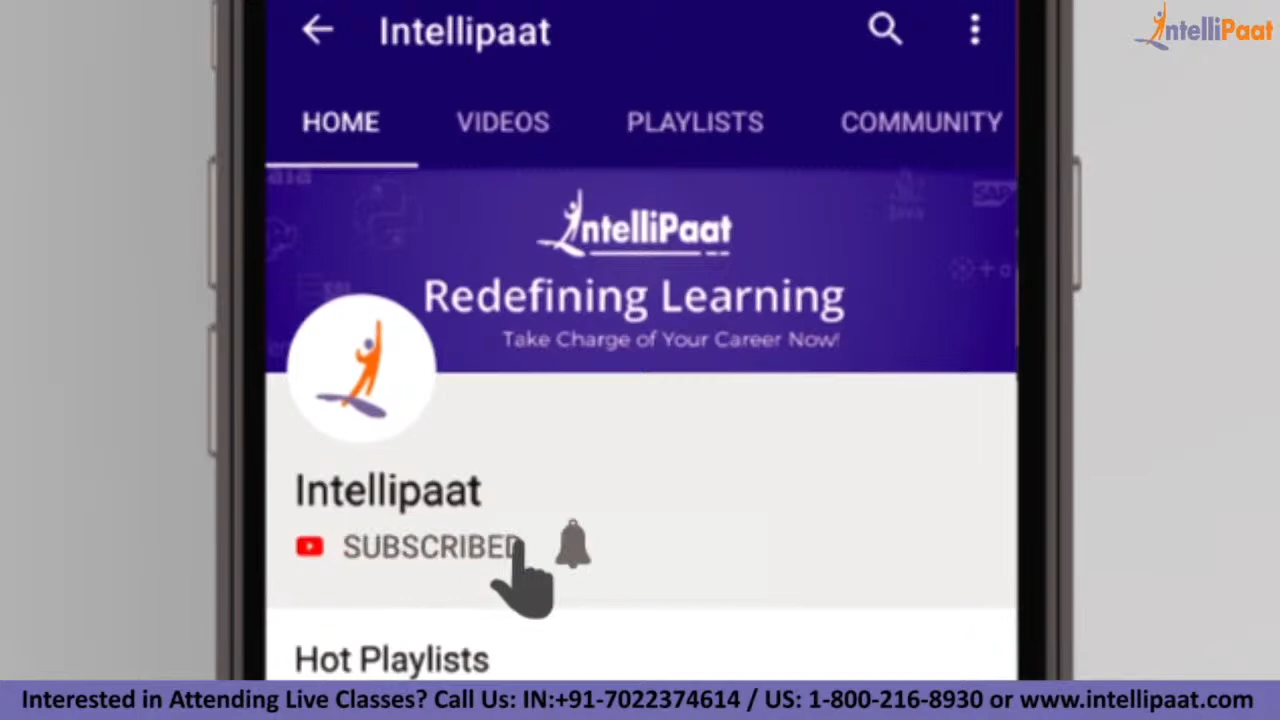 Intellipaat
IntelliPaat
HOME VIDEOS PLAYLISTS COMMUNITY
SAP
Java
IntelliPaat
Redefining Learning
Take Charge of Your Career Now!
Intellipaat
SUBSCRIBED
Hot Playlists
Interested in Attending Live Classes? Call Us: IN:+91-7022374614 / US: 1-800-216-8930 or www.intellipaat.com